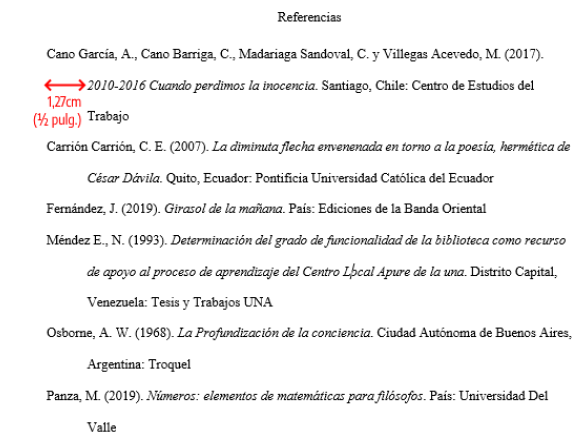 Referencias
Cano García, A., Cano Barriga, C., Madariaga Sandoval, C. y Villegas Acevedo, M. (2017).
2010-2016 Cuando perdimos la inocencia. Santiago, Chile: Centro de Estudios del
1,27cm
(½ pulg.)
Trabajo
Carrión Carrión, C. E. (2007). La diminuta flecha envenenada en torno a la poesía, hermética de
César Dávila. Quito, Ecuador: Pontificia Universidad Católica del Ecuador
Fernández, J. (2019). Girasol de la mañana. País: Ediciones de la Banda Oriental
Méndez E., N. (1993). Determinación del grado de funcionalidad de la biblioteca como recurso
de apoyo al proceso de aprendizaje del Centro Local Apure de la una. Distrito Capital,
Venezuela: Tesis y Trabajos UNA
Osborne, A. W. (1968). La Profundización de la conciencia. Ciudad Autónoma de Buenos Aires,
Argentina: Troquel
Panza, M. (2019). Números: elementos de matemáticas para filósofos. País: Universidad Del
Valle